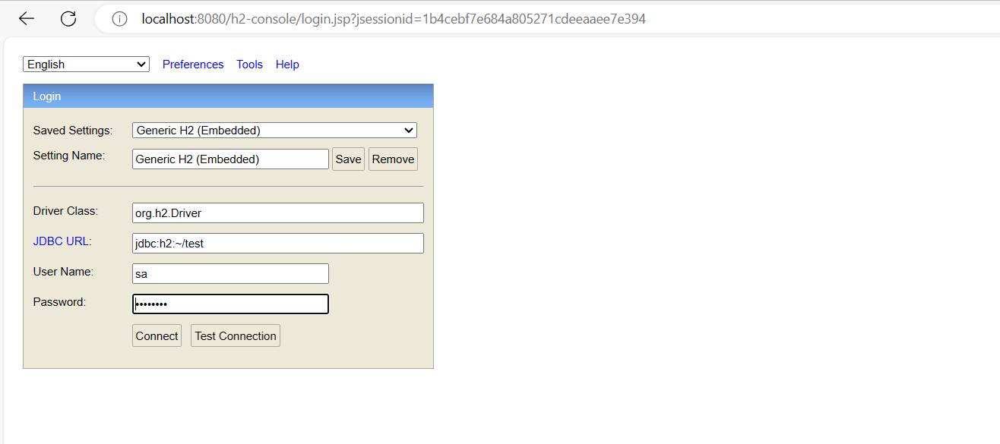 localhost:8080/h2-console/login.jsp?jsessionid=1b4cebf7e684a805271cdeeaaee7e394
English Preferences Tools Help
Login
Saved Settings: Generic H2 (Embedded)
Setting Name: Generic H2 (Embedded) Save Remove
Driver Class: org.h2.Driver
JDBC URL: jdbc:h2:~/test
User Name: sa
Password: ••••••••
Connect Test Connection